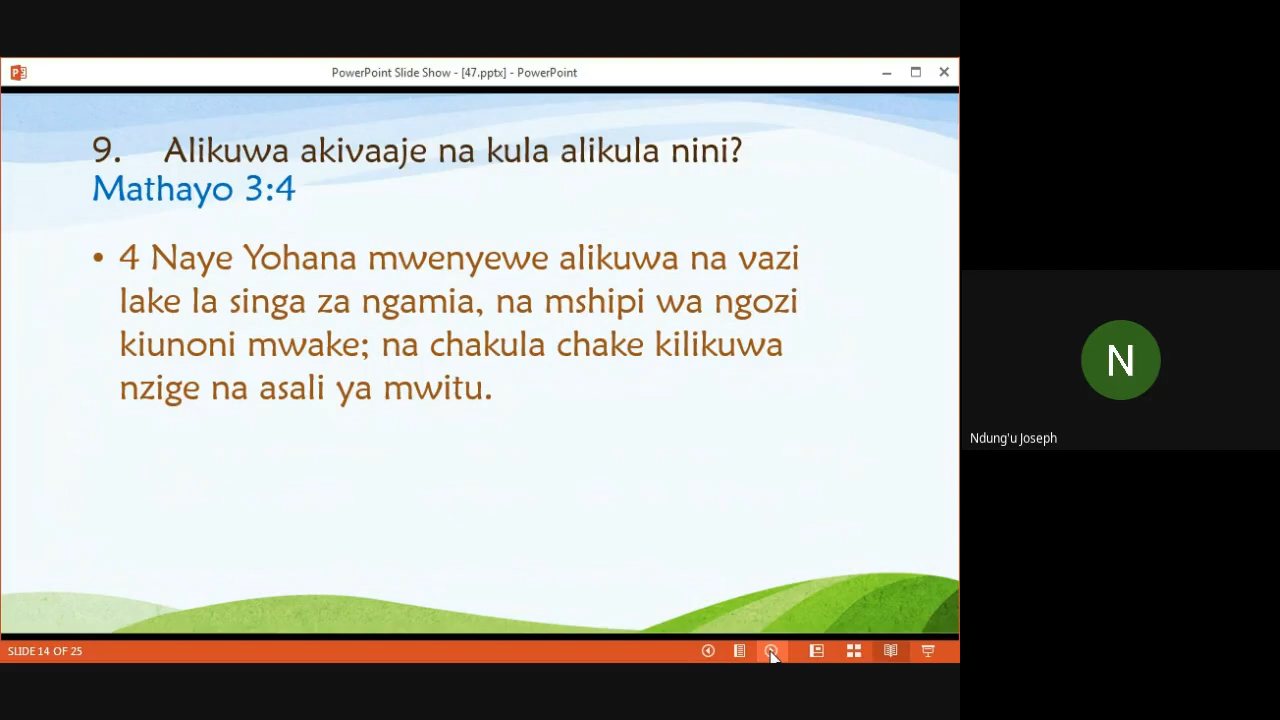 PowerPoint Slide Show - [47.pptx] - PowerPoint
9. Alikuwa akivaaje na kula alikula nini?
Mathayo 3:4
• 4 Naye Yohana mwenyewe alikuwa na vazi
lake la singa za ngamia, na mshipi wa ngozi
kiunoni mwake; na chakula chake kilikuwa
nzige na asali ya mwitu.
SLIDE 14 OF 25
N
Ndung'u Joseph